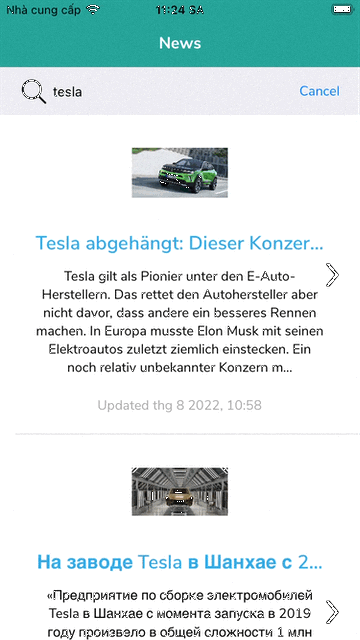 Nhà cung cấp 11:24 SA
News
tesla Cancel
Tesla abgehängt: Dieser Konzer...
Tesla gilt als Pionier unter den E-Auto-
Herstellern. Das rettet den Autohersteller aber
nicht davor, dass andere ein besseres Rennen
machen. In Europa musste Elon Musk mit seinen
Elektroautos zuletzt ziemlich einstecken. Ein
noch relativ unbekannter Konzern m...
Updated thg 8 2022, 10:58
На заводе Tesla в Шанхае с 2...
«Предприятие по сборке электромобилей
Tesla в Шанхае с момента запуска в 2019
году произвело в общей сложности 1 млн